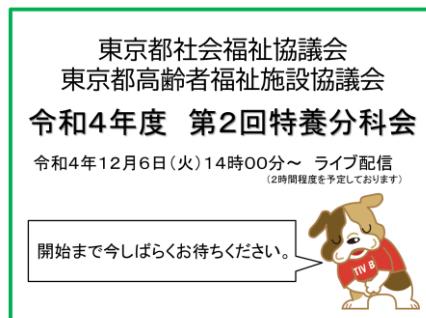 東京都社会福祉協議会
東京都高齢者福祉施設協議会
令和4年度　第2回特養分科会
令和4年12月6日(火)14時00分～　ライブ配信
(2時間程度を予定しております)
開始まで今しばらくお待ちください。
TIV B